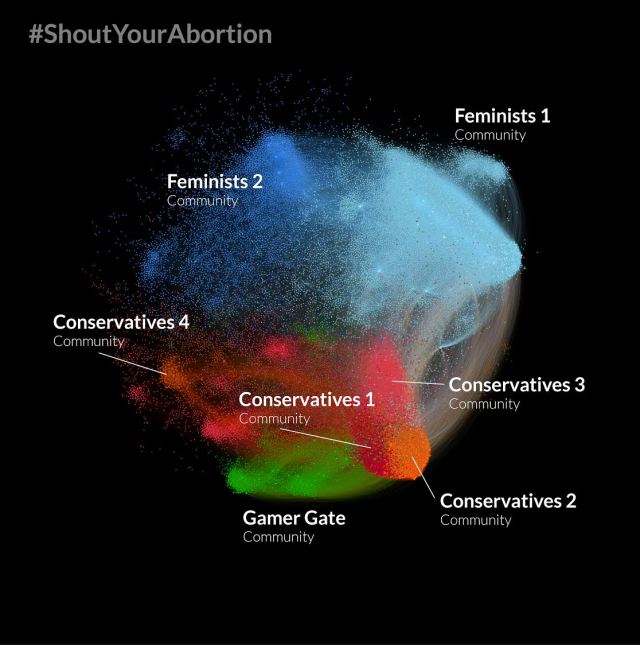 #ShoutYourAbortion
Feminists 1
Community
Feminists 2
Community
Conservatives 4
Community
Conservatives 3
Community
Conservatives 1
Community
Conservatives 2
Community
Gamer Gate
Community